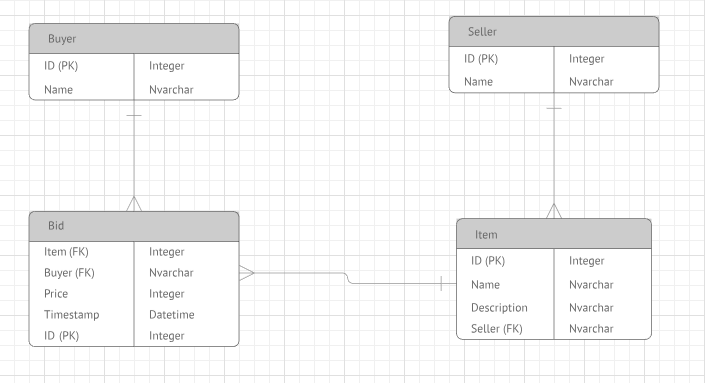 Buyer
ID (PK) Integer
Name Nvarchar
Seller
ID (PK) Integer
Name Nvarchar
Bid
Item (FK) Integer
Buyer (FK) Nvarchar
Price Integer
Timestamp Datetime
ID (PK) Integer
Item
ID (PK) Integer
Name Nvarchar
Description Nvarchar
Seller (FK) Nvarchar